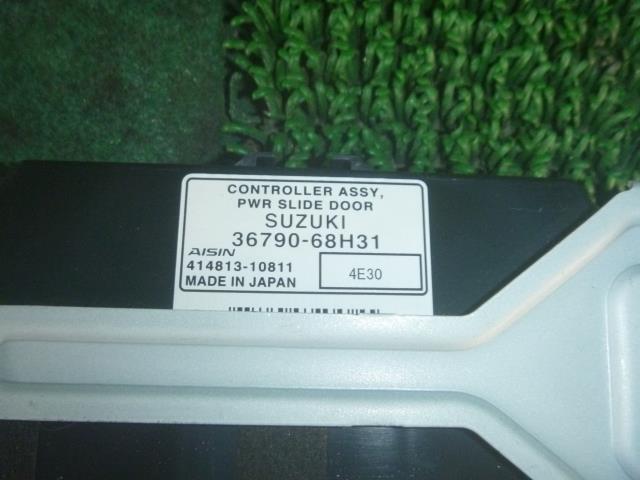 CONTROLLER ASSY,
PWR SLIDE DOOR
SUZUKI
36790-68H31
AISIN
414813-10811
4E30
MADE IN JAPAN